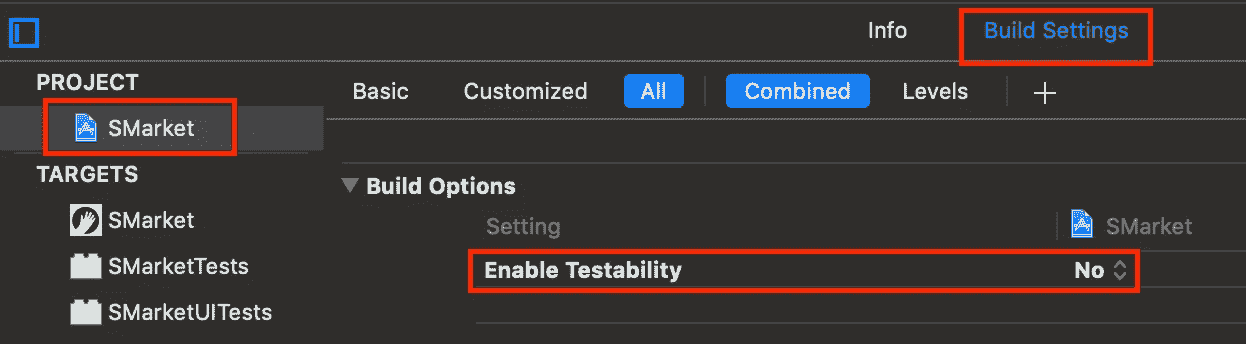 Info Build Settings
PROJECT
Basic Customized All Combined Levels +
SMarket
TARGETS
Build Options
SMarket
Setting SMarket
SMarketTests
Enable Testability No
SMarketUITests